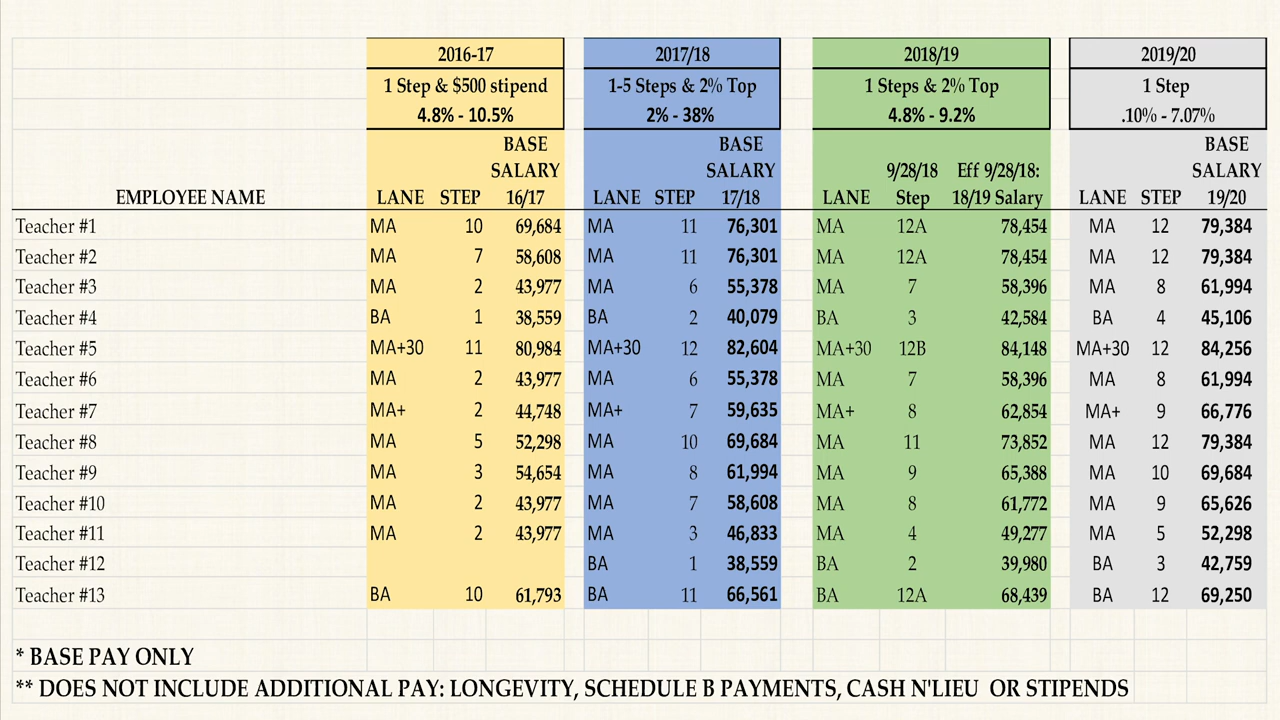 2016-17 2017/18 2018/19 2019/20
1 Step & $500 stipend 1-5 Steps & 2% Top 1 Steps & 2% Top 1 Step
4.8% - 10.5% 2% - 38% 4.8% - 9.2% .10% - 7.07%
BASE BASE BASE
SALARY SALARY 9/28/18 Eff 9/28/18: SALARY
EMPLOYEE NAME LANE STEP 16/17 LANE STEP 17/18 LANE Step 18/19 Salary LANE STEP 19/20
Teacher #1 MA 10 69,684 MA 11 76,301 MA 12A 78,454 MA 12 79,384
Teacher #2 MA 7 58,608 MA 11 76,301 MA 12A 78,454 MA 12 79,384
Teacher #3 MA 2 43,977 MA 6 55,378 MA 7 58,396 MA 8 61,994
Teacher #4 BA 1 38,559 BA 2 40,079 BA 3 42,584 BA 4 45,106
Teacher #5 MA+30 11 80,984 MA+30 12 82,604 MA+30 12B 84,148 MA+30 12 84,256
Teacher #6 MA 2 43,977 MA 6 55,378 MA 7 58,396 MA 8 61,994
Teacher #7 MA+ 2 44,748 MA+ 7 59,635 MA+ 8 62,854 MA+ 9 66,776
Teacher #8 MA 5 52,298 MA 10 69,684 MA 11 73,852 MA 12 79,384
Teacher #9 MA 3 54,654 MA 8 61,994 MA 9 65,388 MA 10 69,684
Teacher #10 MA 2 43,977 MA 7 58,608 MA 8 61,772 MA 9 65,626
Teacher #11 MA 2 43,977 MA 3 46,833 MA 4 49,277 MA 5 52,298
Teacher #12 BA 1 38,559 BA 2 39,980 BA 3 42,759
Teacher #13 BA 10 61,793 BA 11 66,561 BA 12A 68,439 BA 12 69,250
* BASE PAY ONLY
** DOES NOT INCLUDE ADDITIONAL PAY: LONGEVITY, SCHEDULE B PAYMENTS, CASH N'LIEU OR STIPENDS